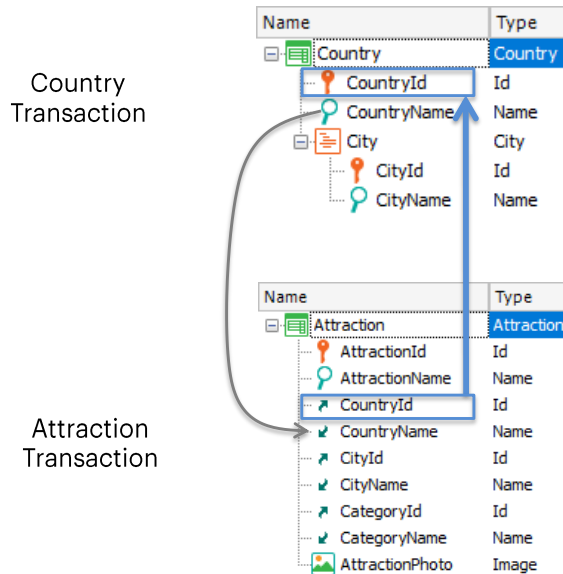 Name Type
Country Country
CountryId Id
Country
Transaction
CountryName Name
City City
CityId Id
CityName Name
Name Type
Attraction Attraction
AttractionId Id
AttractionName Name
CountryId Id
Attraction
Transaction
CountryName Name
CityId Id
CityName Name
CategoryId Id
CategoryName Name
AttractionPhoto Image